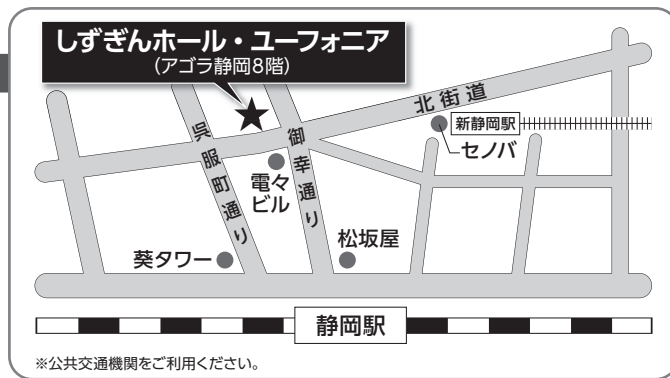 しずぎんホール・ユーフォニア
(アゴラ静岡8階)
北街道
新静岡駅
セノバ
呉服町通り
御幸通り
電々
ビル
葵タワー
松坂屋
静岡駅
※公共交通機関をご利用ください。